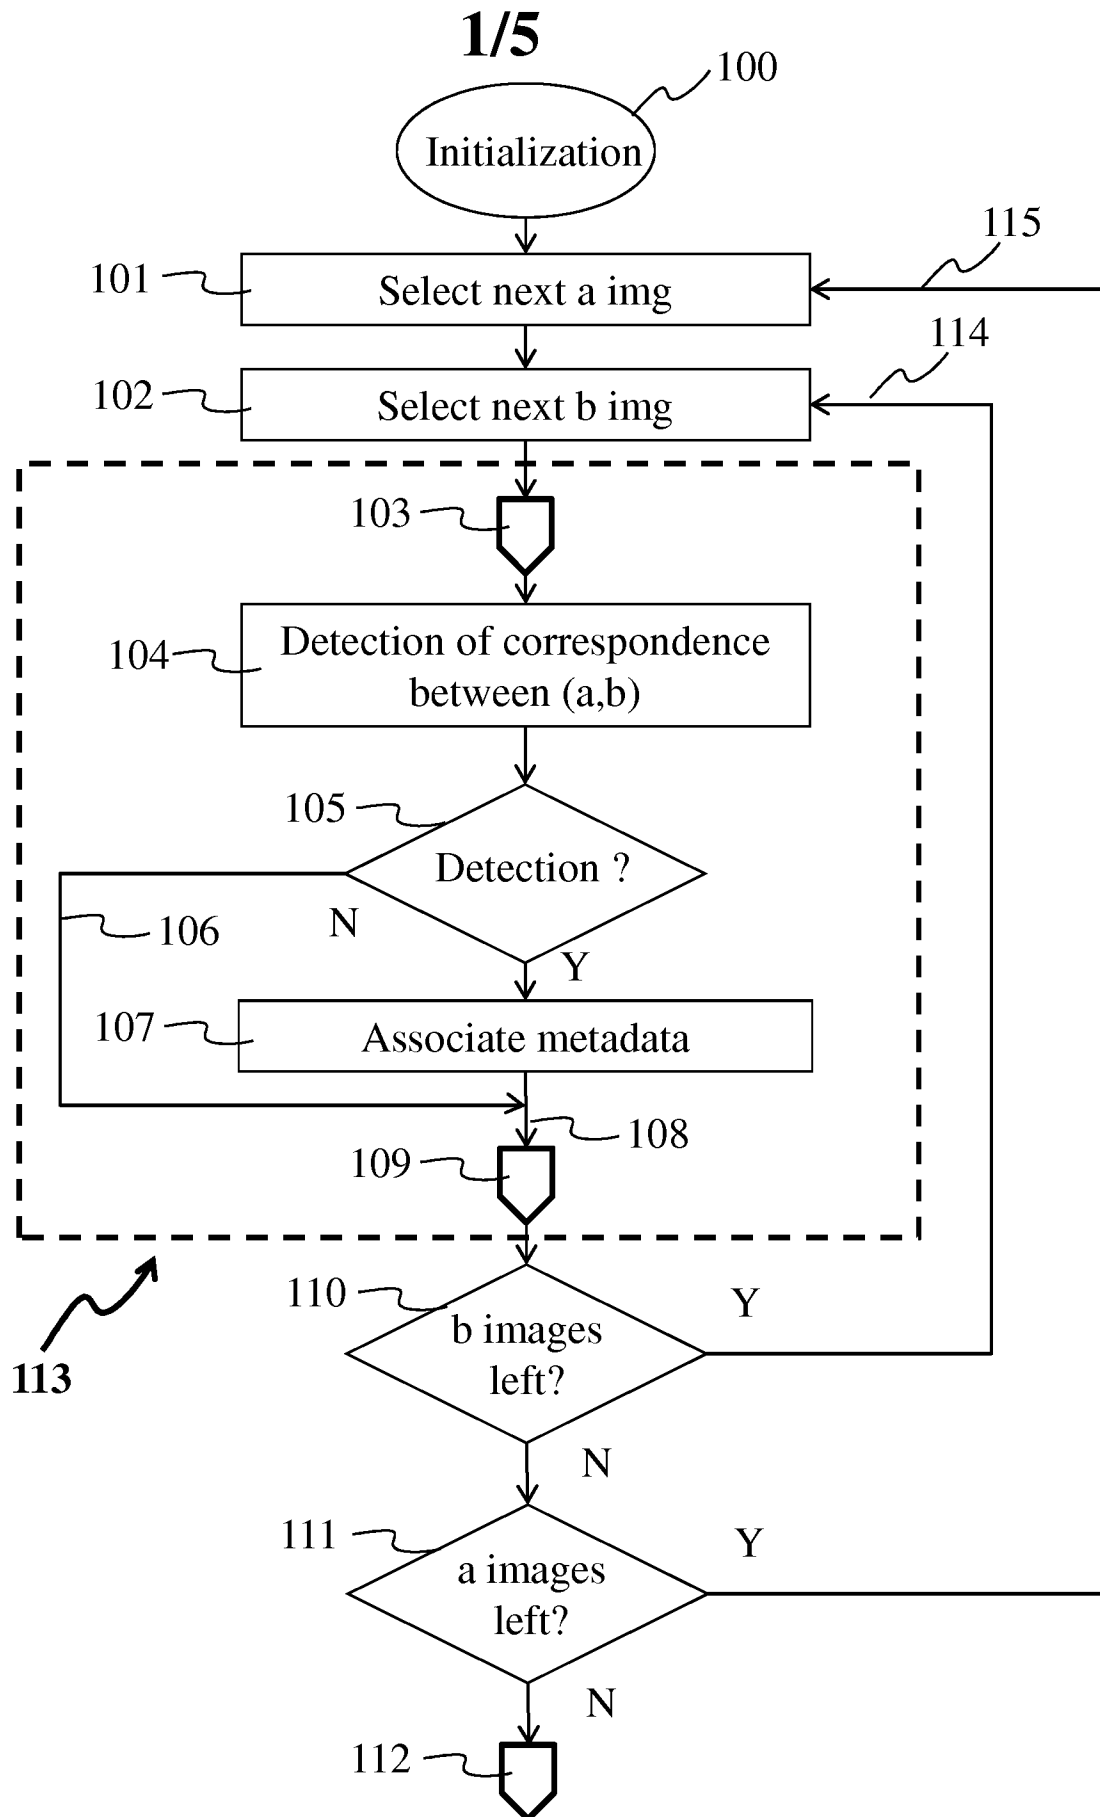 1/5
100
Initialization
115
101
Select next a img
114
102
Select next b img
103
104
Detection of correspondence
between (a,b)
105
Detection ?
N
106
Y
107
Associate metadata
108
109
110
Y
b images
left?
113
N
111
Y
a images
left?
N
112